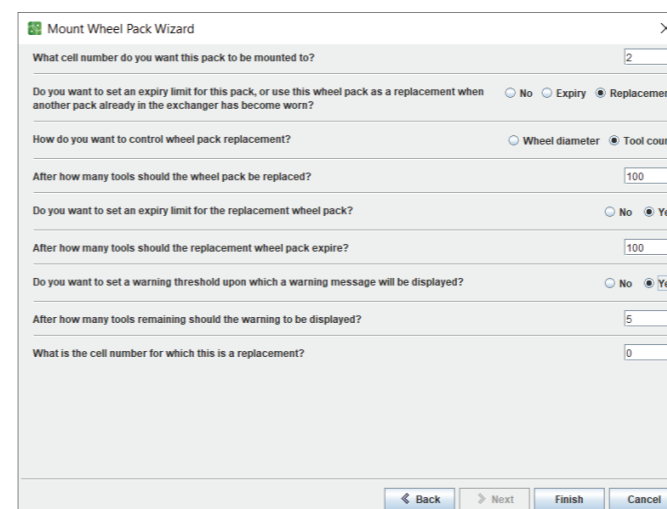 Mount Wheel Pack Wizard
What cell number do you want this pack to be mounted to? 2
Do you want to set an expiry limit for this pack, or use this wheel pack as a replacement when
another pack already in the exchanger has become worn? No Expiry Replacemen
How do you want to control wheel pack replacement? Wheel diameter Tool coun
After how many tools should the wheel pack be replaced? 100
Do you want to set an expiry limit for the replacement wheel pack? No Ye
After how many tools should the replacement wheel pack expire? 100
Do you want to set a warning threshold upon which a warning message will be displayed? No Ye
After how many tools remaining should the warning to be displayed? 5
What is the cell number for which this is a replacement? 0
Back Next Finish Cancel